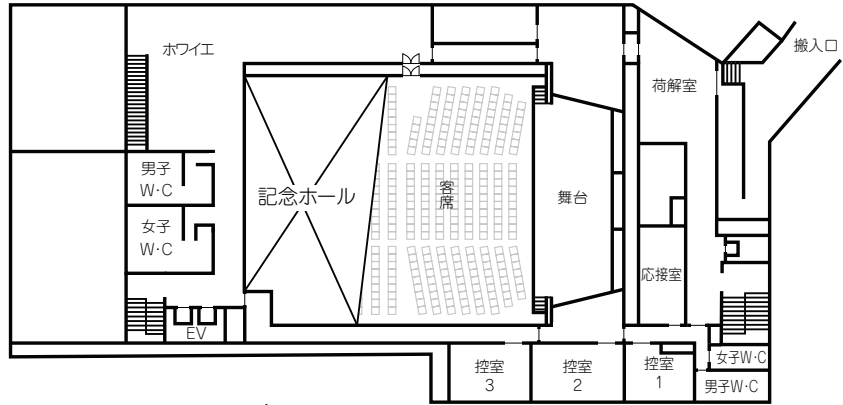 ホワイエ
搬入口
荷解室
男子
W・C
記念ホール
客席
舞台
女子
W・C
応接室
EV
控室
3
控室
2
控室
1
女子W・C
男子W・C